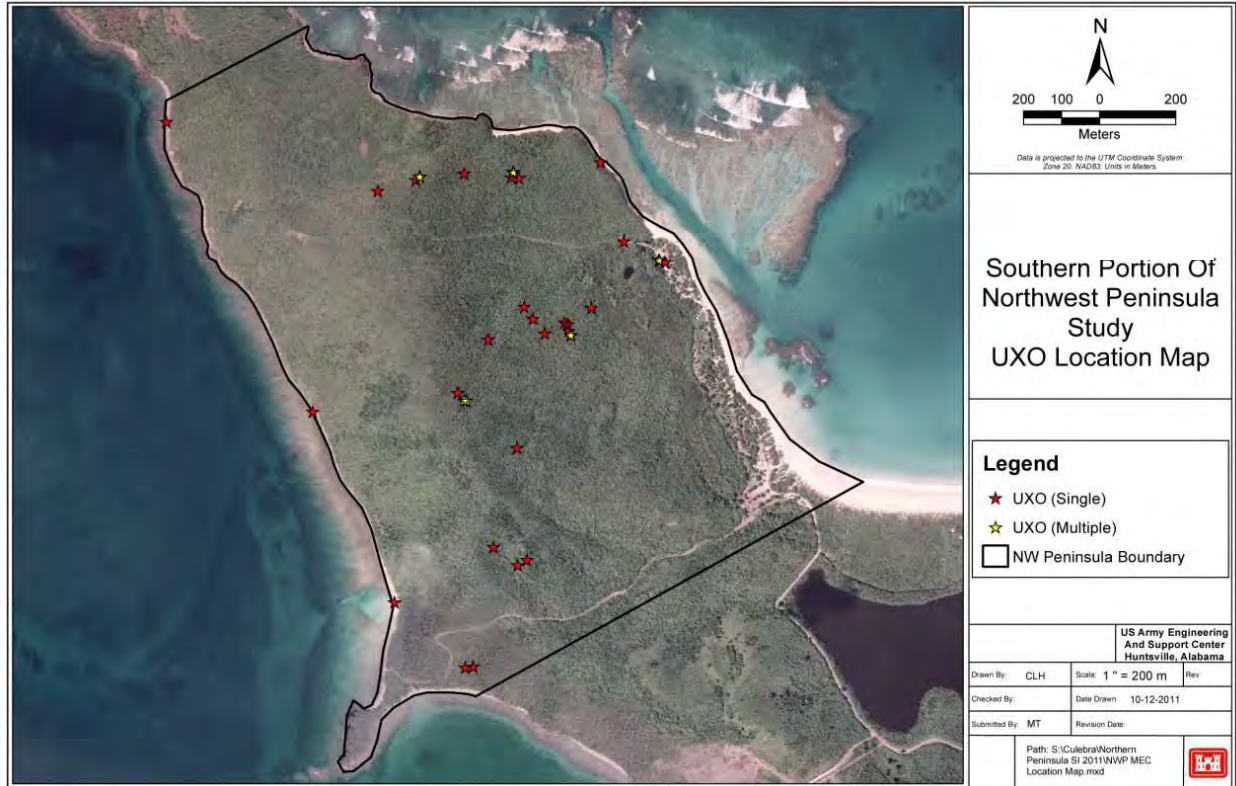 N
200 100 0 200
Meters
Data is projected to the UTM Coordinate System
Zone 20, NAD83, Units in Meters.
Southern Portion Of
Northwest Peninsula
Study
UXO Location Map
Legend
UXO (Single)
UXO (Multiple)
NW Peninsula Boundary
US Army Engineering
And Support Center
Huntsville, Alabama
Drawn By: CLH Scale: 1 " = 200 m Rev
Checked By: Date Drawn: 10-12-2011
Submitted By: MT Revision Date:
Path: S:\Culebra\Northern
Peninsula SI 2011\NWP MEC
Location Map.mxd